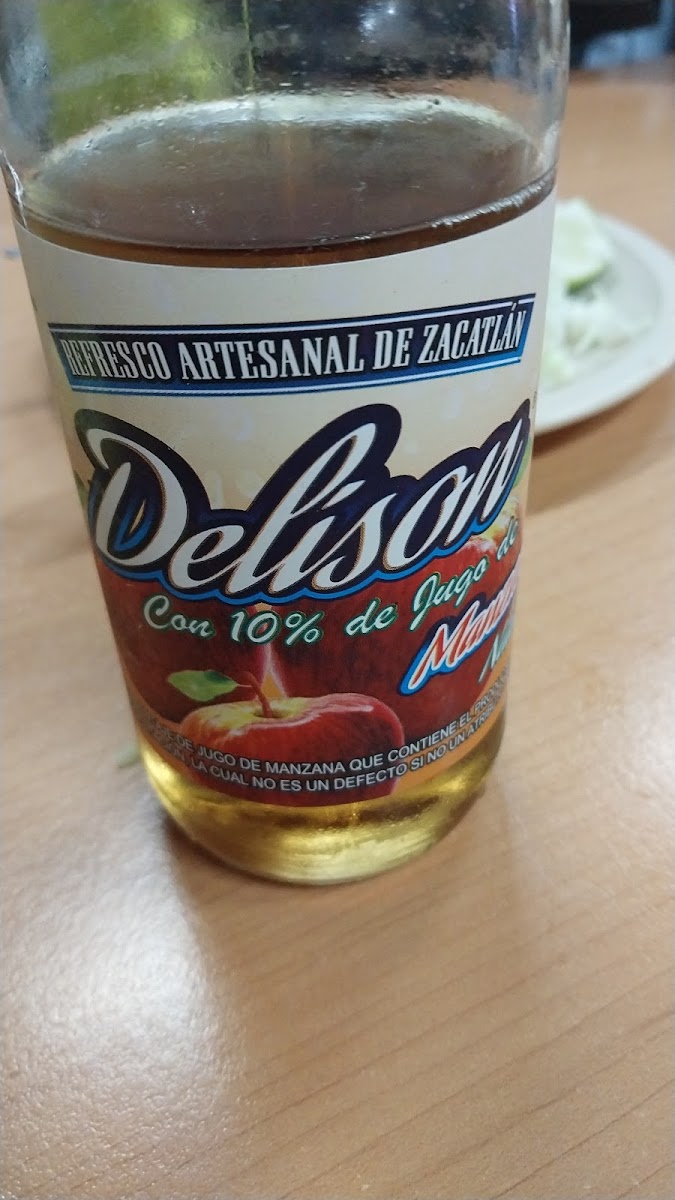 REFRESCO ARTESANAL DE ZACATLÁN
Delison
Con 10% de Jugo de
DE JUGO DE MANZANA QUE CONTIENE EL
LA CUAL NO ES UN DEFECTO SI NO UN